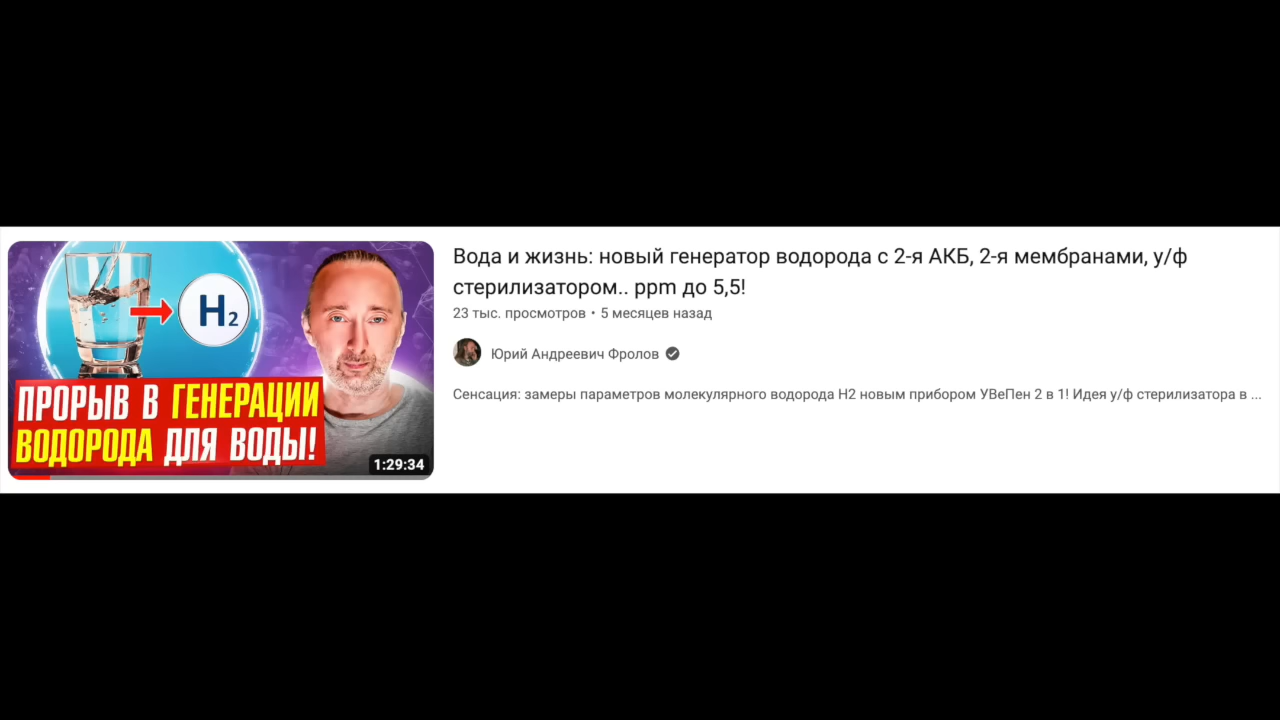 H₂
ПРОРЫВ В ГЕНЕРАЦИИ
ВОДОРОДА ДЛЯ ВОДЫ!
1:29:34
Вода и жизнь: новый генератор водорода с 2-я АКБ, 2-я мембранами, у/ф
стерилизатором.. ppm до 5,5!
23 тыс. просмотров • 5 месяцев назад
Юрий Андреевич Фролов
Сенсация: замеры параметров молекулярного водорода Н2 новым прибором УВеПен 2 в 1! Идея у/ф стерилизатора в ...